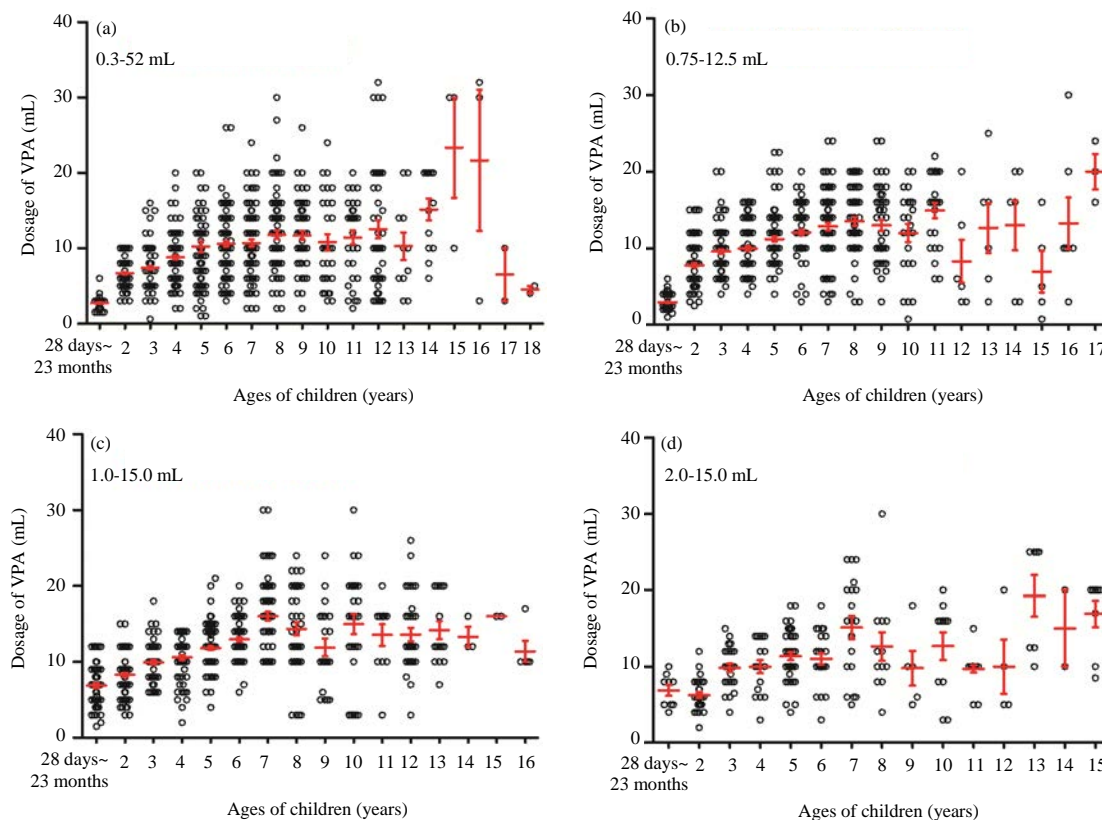 (a)
0.3-52 mL
Dosage of VPA (mL)
40
30
20
10
0
28 days~ 2 3 4 5 6 7 8 9 10 11 12 13 14 15 16 17 18
23 months
Ages of children (years)
(b)
0.75-12.5 mL
Dosage of VPA (mL)
40
30
20
10
0
28 days~ 2 3 4 5 6 7 8 9 10 11 12 13 14 15 16 17
23 months
Ages of children (years)
(c)
1.0-15.0 mL
Dosage of VPA (mL)
40
30
20
10
0
28 days~ 2 3 4 5 6 7 8 9 10 11 12 13 14 15 16
23 months
Ages of children (years)
(d)
2.0-15.0 mL
Dosage of VPA (mL)
40
30
20
10
0
28 days~ 2 3 4 5 6 7 8 9 10 11 12 13 14 15
23 months
Ages of children (years)